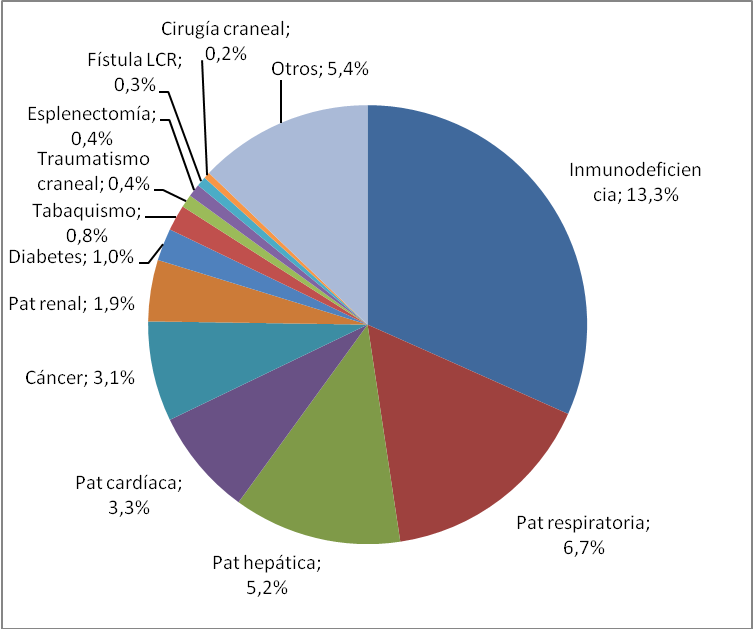 Cirugía craneal;
0,2%
Fístula LCR;
0,3%
Otros; 5,4%
Esplenectomía;
0,4%
Traumatismo
craneal; 0,4%
Tabaquismo;
0,8%
Diabetes; 1,0%
Pat renal; 1,9%
Cáncer; 3,1%
Pat cardíaca;
3,3%
Pat hepática;
5,2%
Pat respiratoria;
6,7%
Inmunodeficien
cia; 13,3%